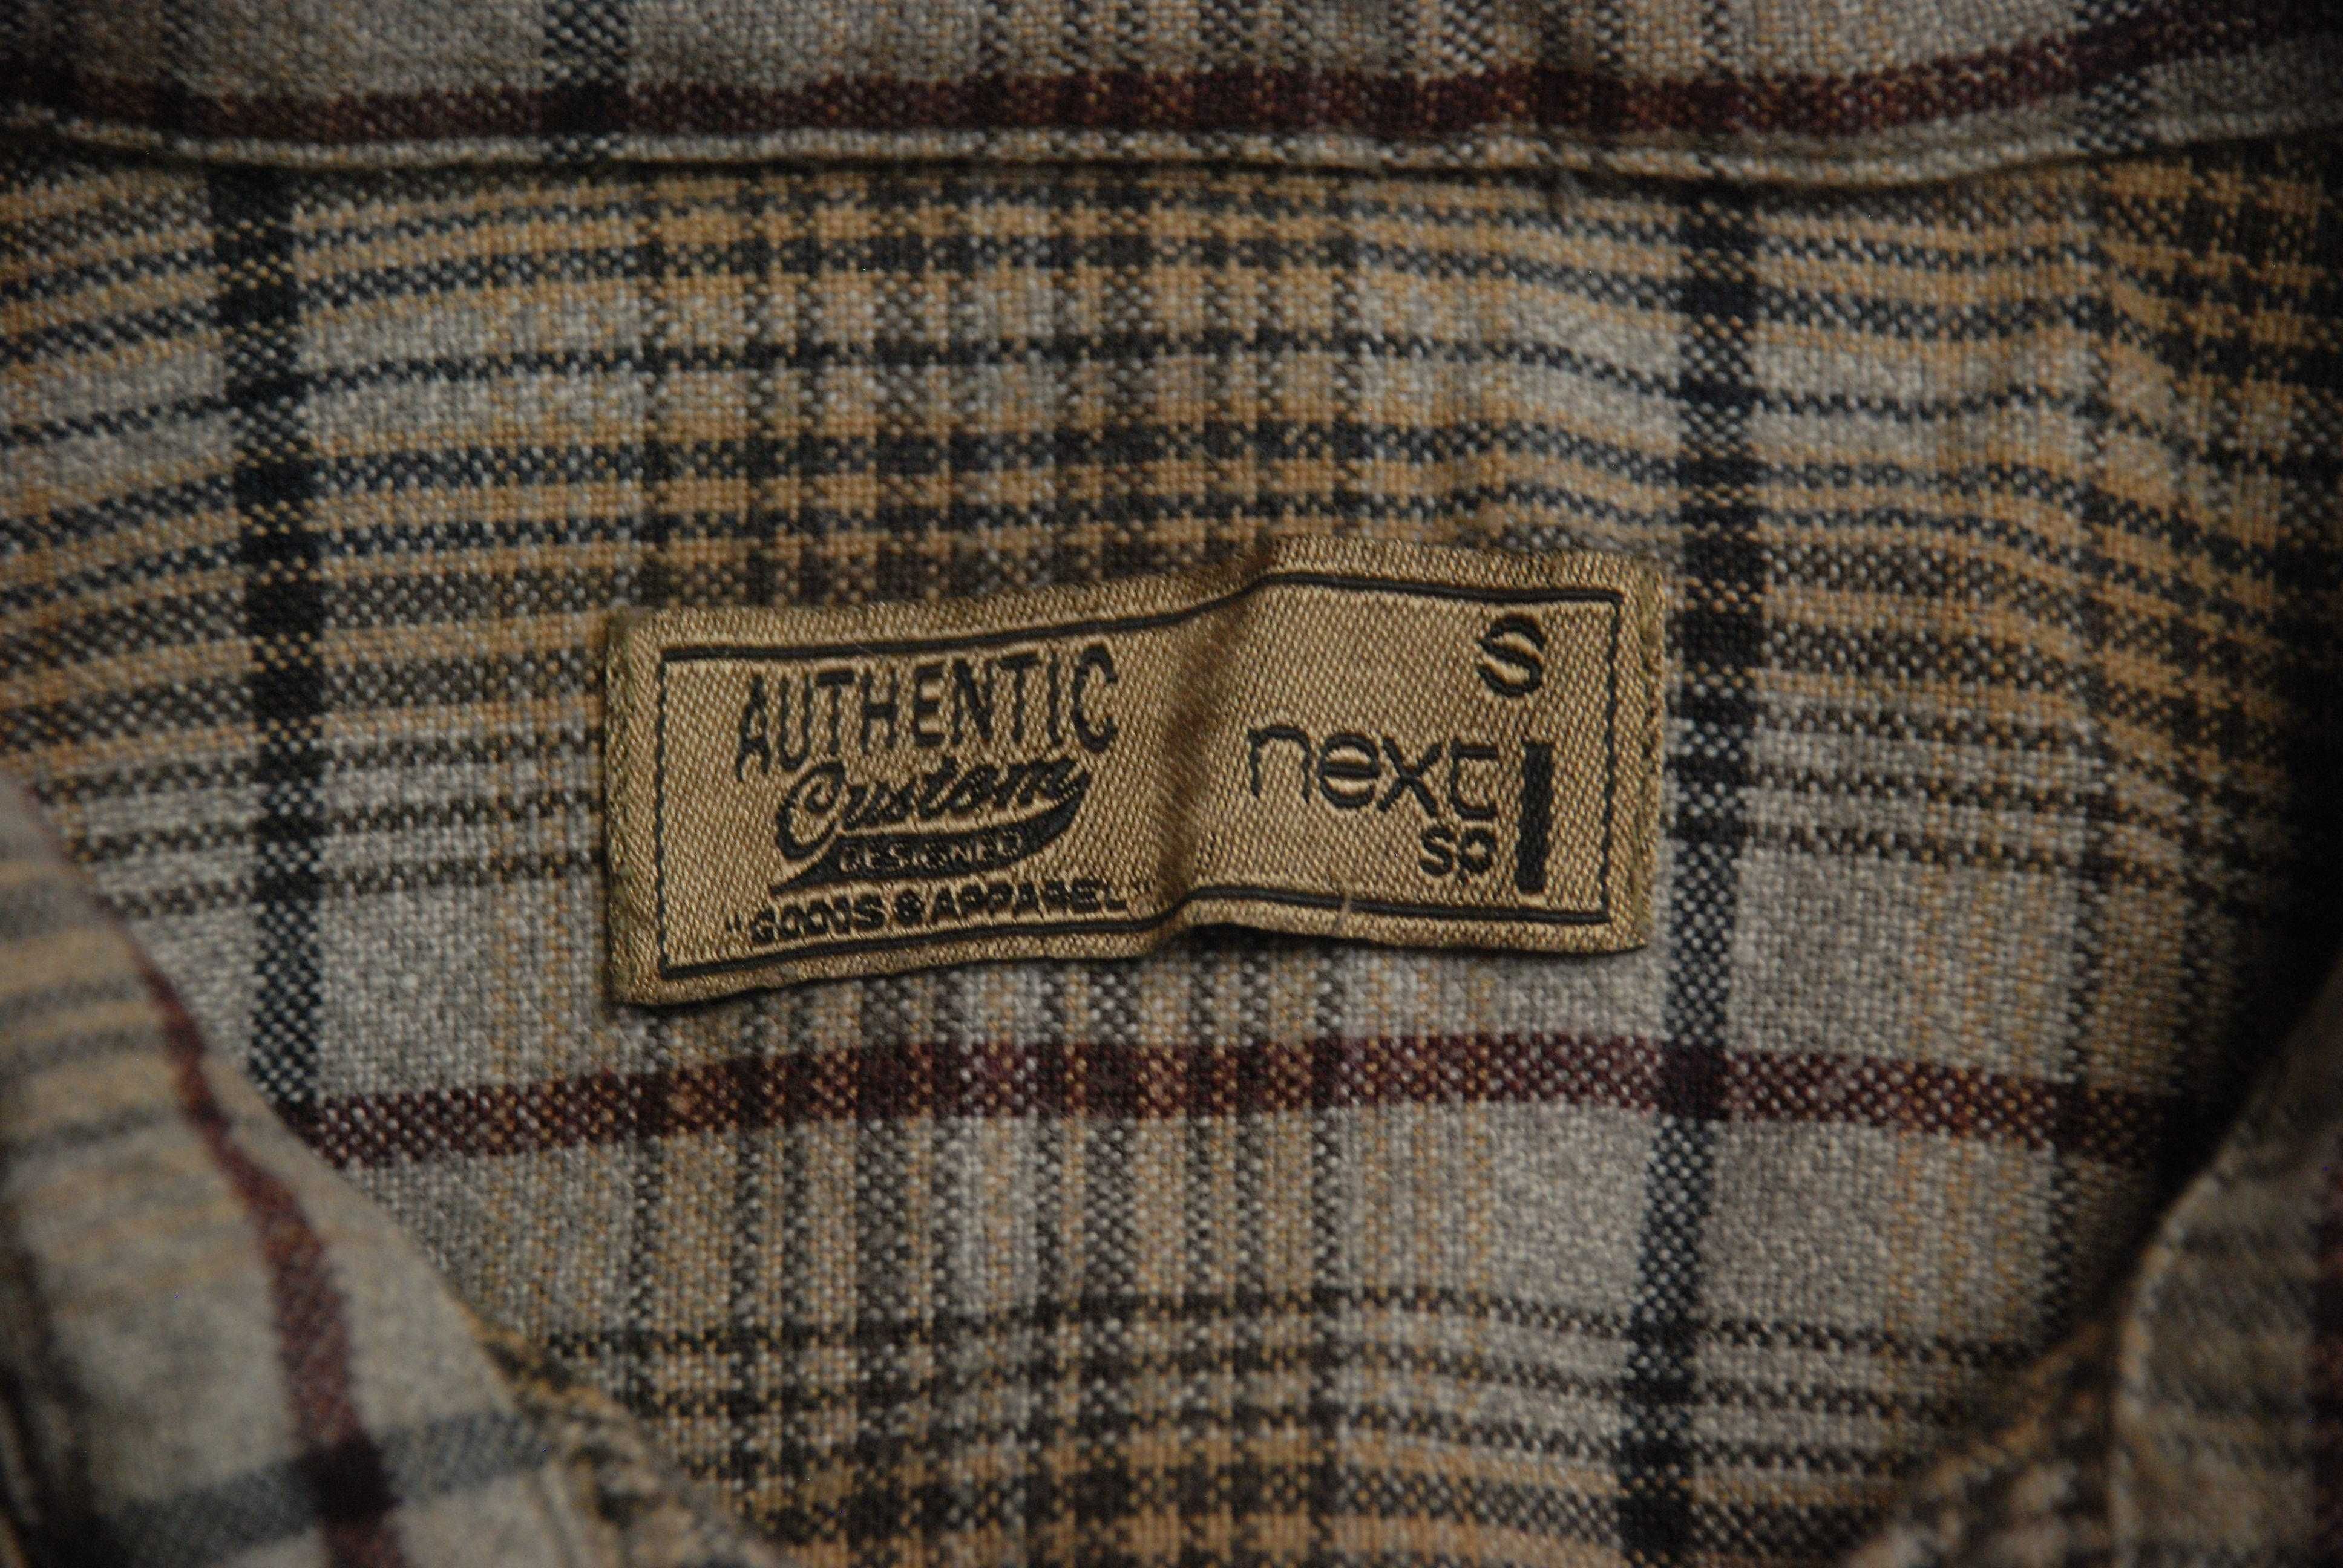 AUTHENTIC
Custom
DESIGNED
"GOODS & APPAREL"
S
next
SP